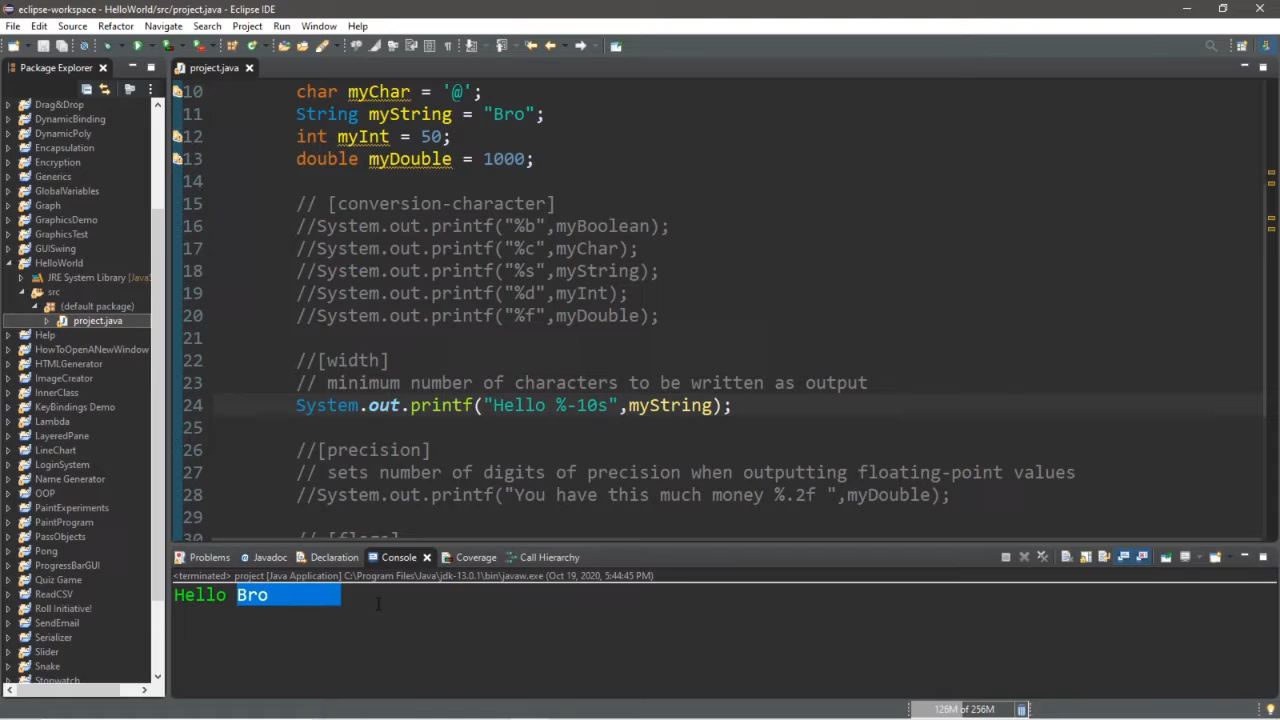 eclipse-workspace - HelloWorld/src/project.java - Eclipse IDE
File Edit Source Refactor Navigate Search Project Run Window Help
Package Explorer
project.java
Drag&Drop
DynamicBinding
DynamicPoly
Encapsulation
Encryption
Generics
GlobalVariables
Graph
GraphicsDemo
GraphicsTest
GUISwing
HelloWorld
JRE System Library [JavaS
src
(default package)
project.java
Help
HowToOpenANewWindow
HTMLGenerator
ImageCreator
InnerClass
KeyBindings Demo
Lambda
LayeredPane
LineChart
LoginSystem
Name Generator
OOP
PaintExperiments
PaintProgram
PassObjects
Pong
ProgressBarGUI
Quiz Game
ReadCSV
Roll Initiative!
SendEmail
Serializer
Slider
Snake
Stopwatch
10 char myChar = '@';
11 String myString = "Bro";
12 int myInt = 50;
13 double myDouble = 1000;
14
15 // [conversion-character]
16 //System.out.printf("%b",myBoolean);
17 //System.out.printf("%c",myChar);
18 //System.out.printf("%s",myString);
19 //System.out.printf("%d",myInt);
20 //System.out.printf("%f",myDouble);
21
22 //[width]
23 // minimum number of characters to be written as output
24 System.out.printf("Hello %-10s",myString);
25
26 //[precision]
27 // sets number of digits of precision when outputting floating-point values
28 //System.out.printf("You have this much money %.2f ",myDouble);
29
30 // [flags]
Problems Javadoc Declaration Console Coverage Call Hierarchy
<terminated> project [Java Application] C:\Program Files\Java\jdk-13.0.1\bin\javaw.exe (Oct 19, 2020, 5:44:45 PM)
Hello Bro
126M of 256M